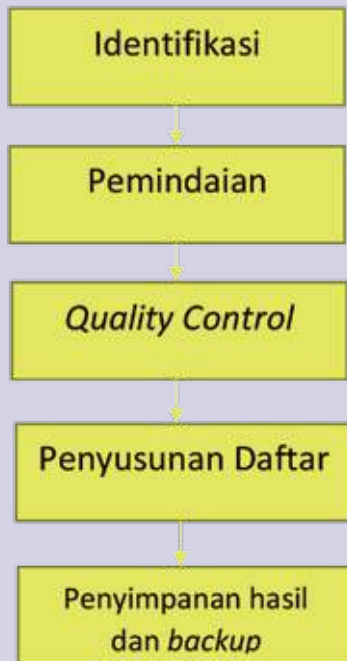 Identifikasi
Pemindaian
Quality Control
Penyusunan Daftar
Penyimpanan hasil
dan backup